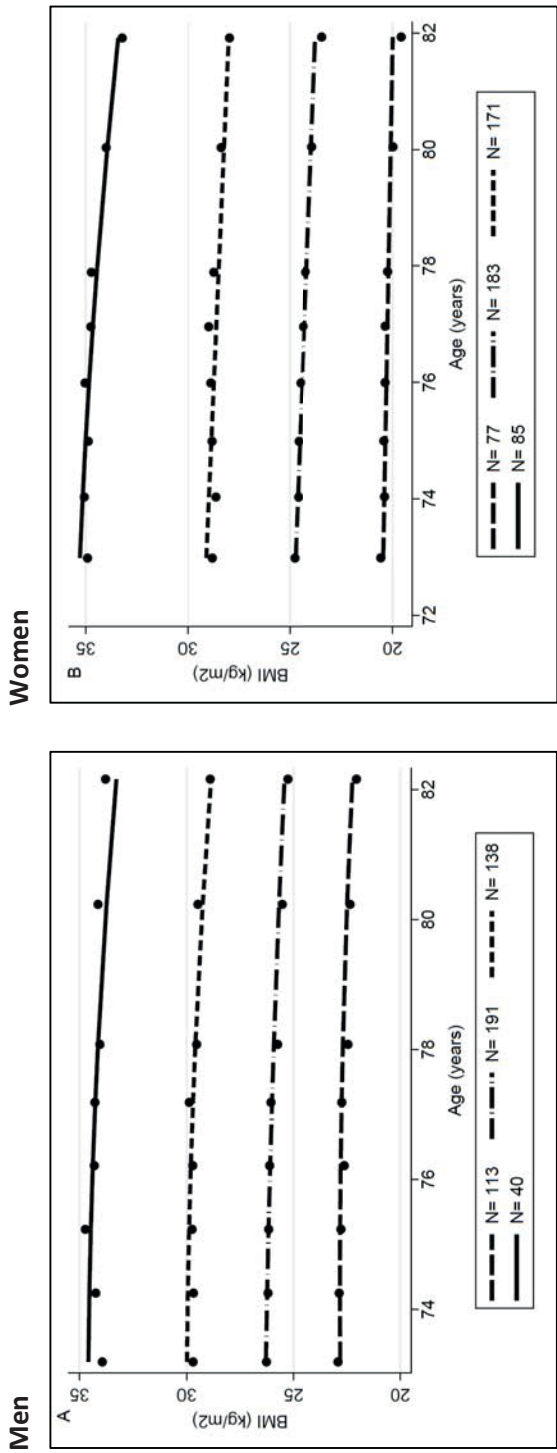 Men
A
35
30
25
20
BMI (kg/m2)
74 76 78 80 82
Age (years)
N= 113 N= 191 N= 138
N= 40
Women
B
35
30
25
20
BMI (kg/m2)
72 74 76 78 80 82
Age (years)
N= 77 N= 183 N= 171
N= 85